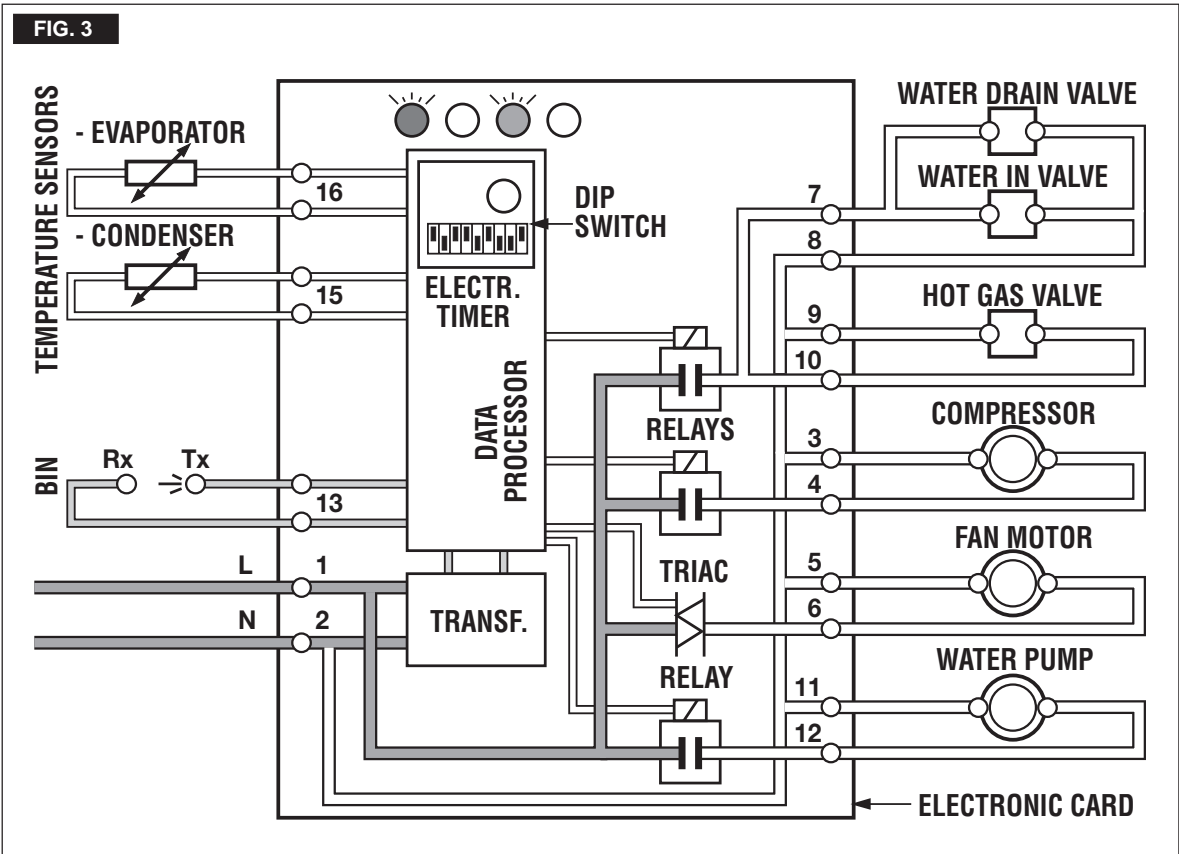 FIG. 3
TEMPERATURE SENSORS
- EVAPORATOR
16
- CONDENSER
15
BIN
Rx
Tx
13
L
1
N
2
DIP
SWITCH
ELECTR.
TIMER
DATA
PROCESSOR
TRANSF.
RELAYS
TRIAC
RELAY
WATER DRAIN VALVE
WATER IN VALVE
7
8
HOT GAS VALVE
9
10
COMPRESSOR
3
4
FAN MOTOR
5
6
WATER PUMP
11
12
ELECTRONIC CARD